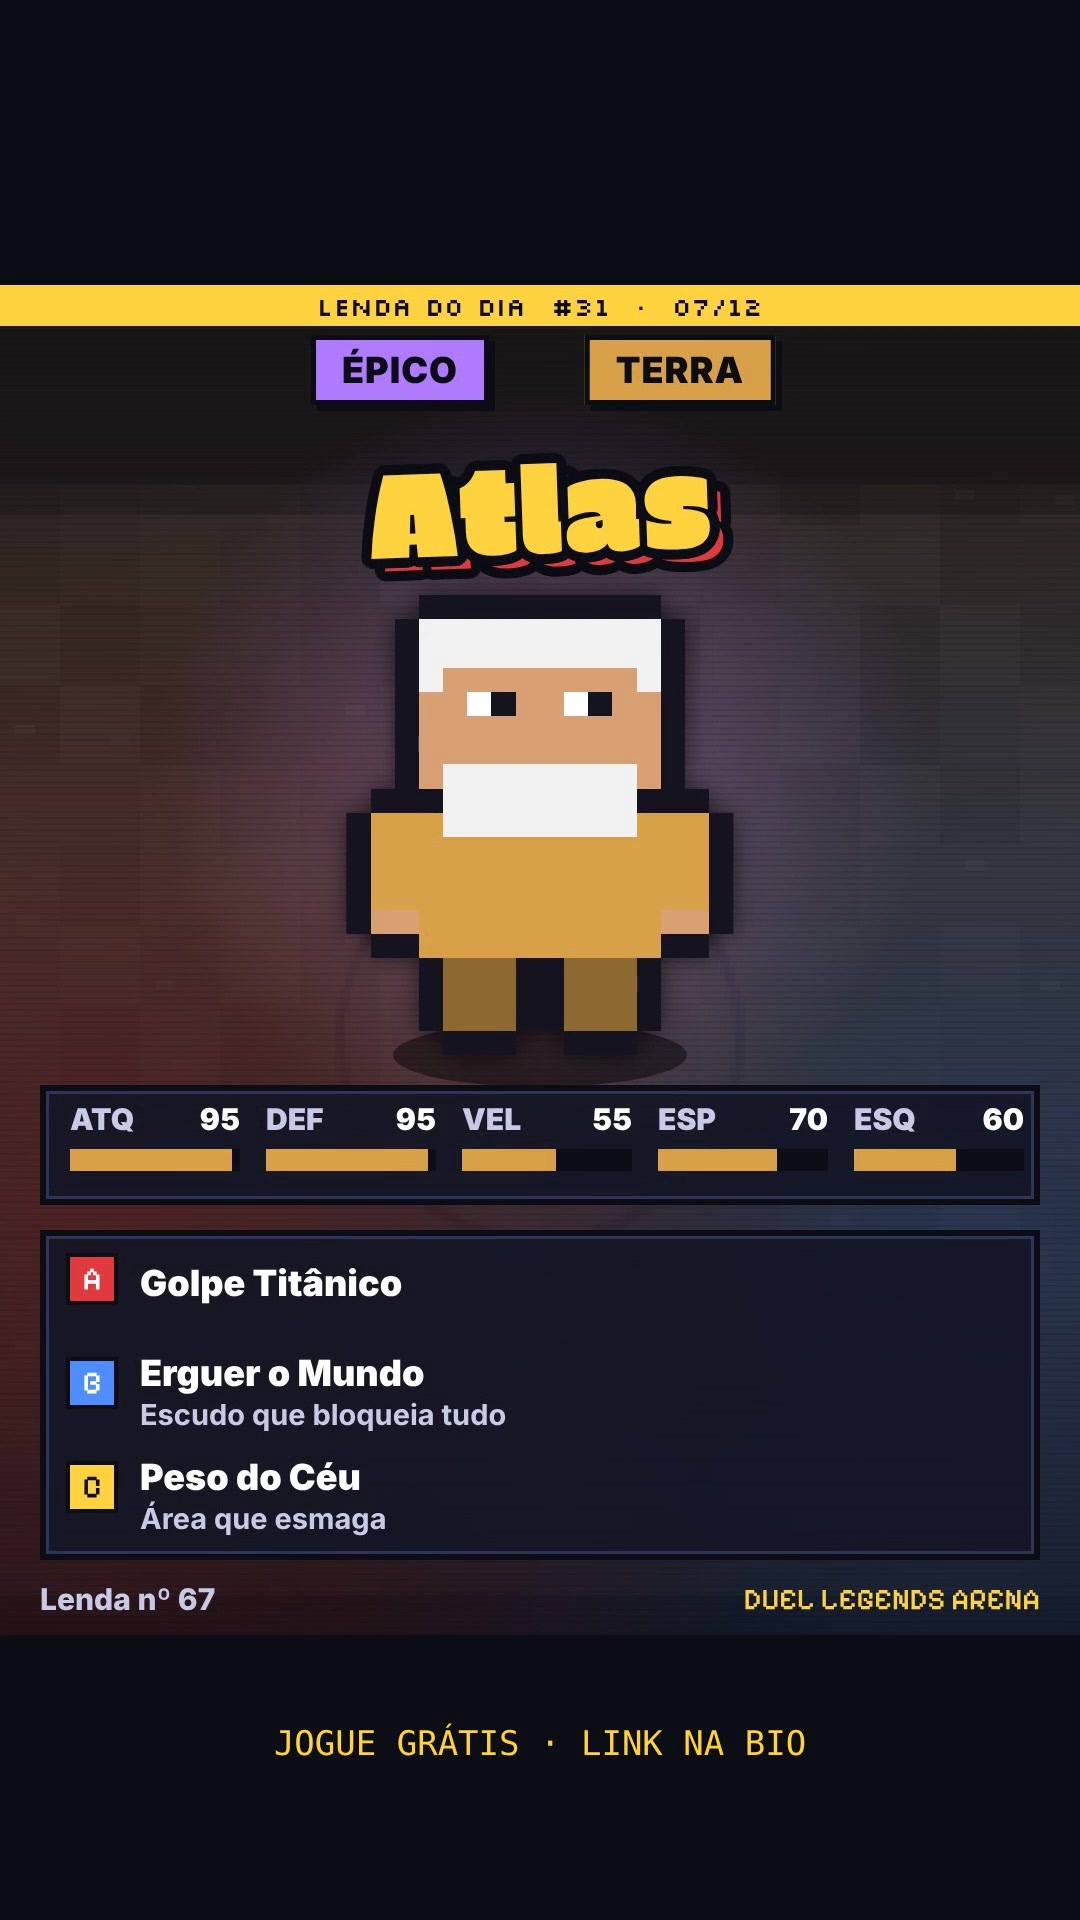 LENDA DO DIA #31 · 07/12
ÉPICO TERRA
Atlas
ATQ 95 DEF 95 VEL 55 ESP 70 ESQ 60
A Golpe Titânico
B Erguer o Mundo
Escudo que bloqueia tudo
C Peso do Céu
Área que esmaga
Lenda nº 67 DUEL LEGENDS ARENA
JOGUE GRÁTIS · LINK NA BIO